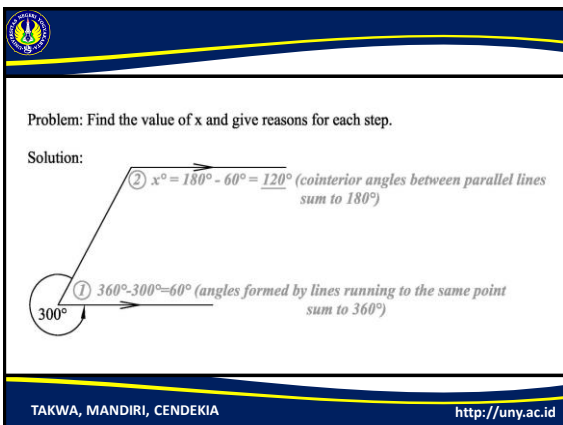 Problem: Find the value of x and give reasons for each step.
Solution:
② x° = 180° - 60° = 120° (cointerior angles between parallel lines
sum to 180°)
① 360°-300°=60° (angles formed by lines running to the same point
sum to 360°)
300°
TAKWA, MANDIRI, CENDEKIA
http://uny.ac.id